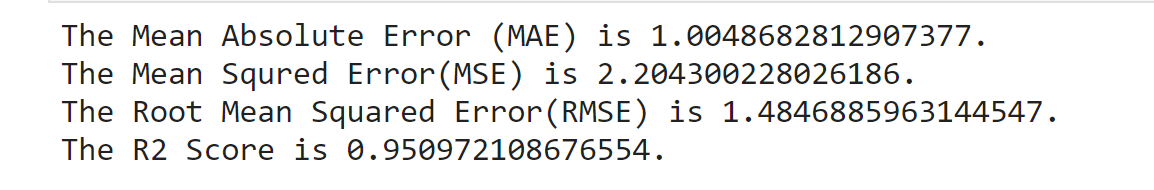 The Mean Absolute Error (MAE) is 1.0048682812907377.
The Mean Squred Error(MSE) is 2.204300228026186.
The Root Mean Squared Error(RMSE) is 1.4846885963144547.
The R2 Score is 0.950972108676554.